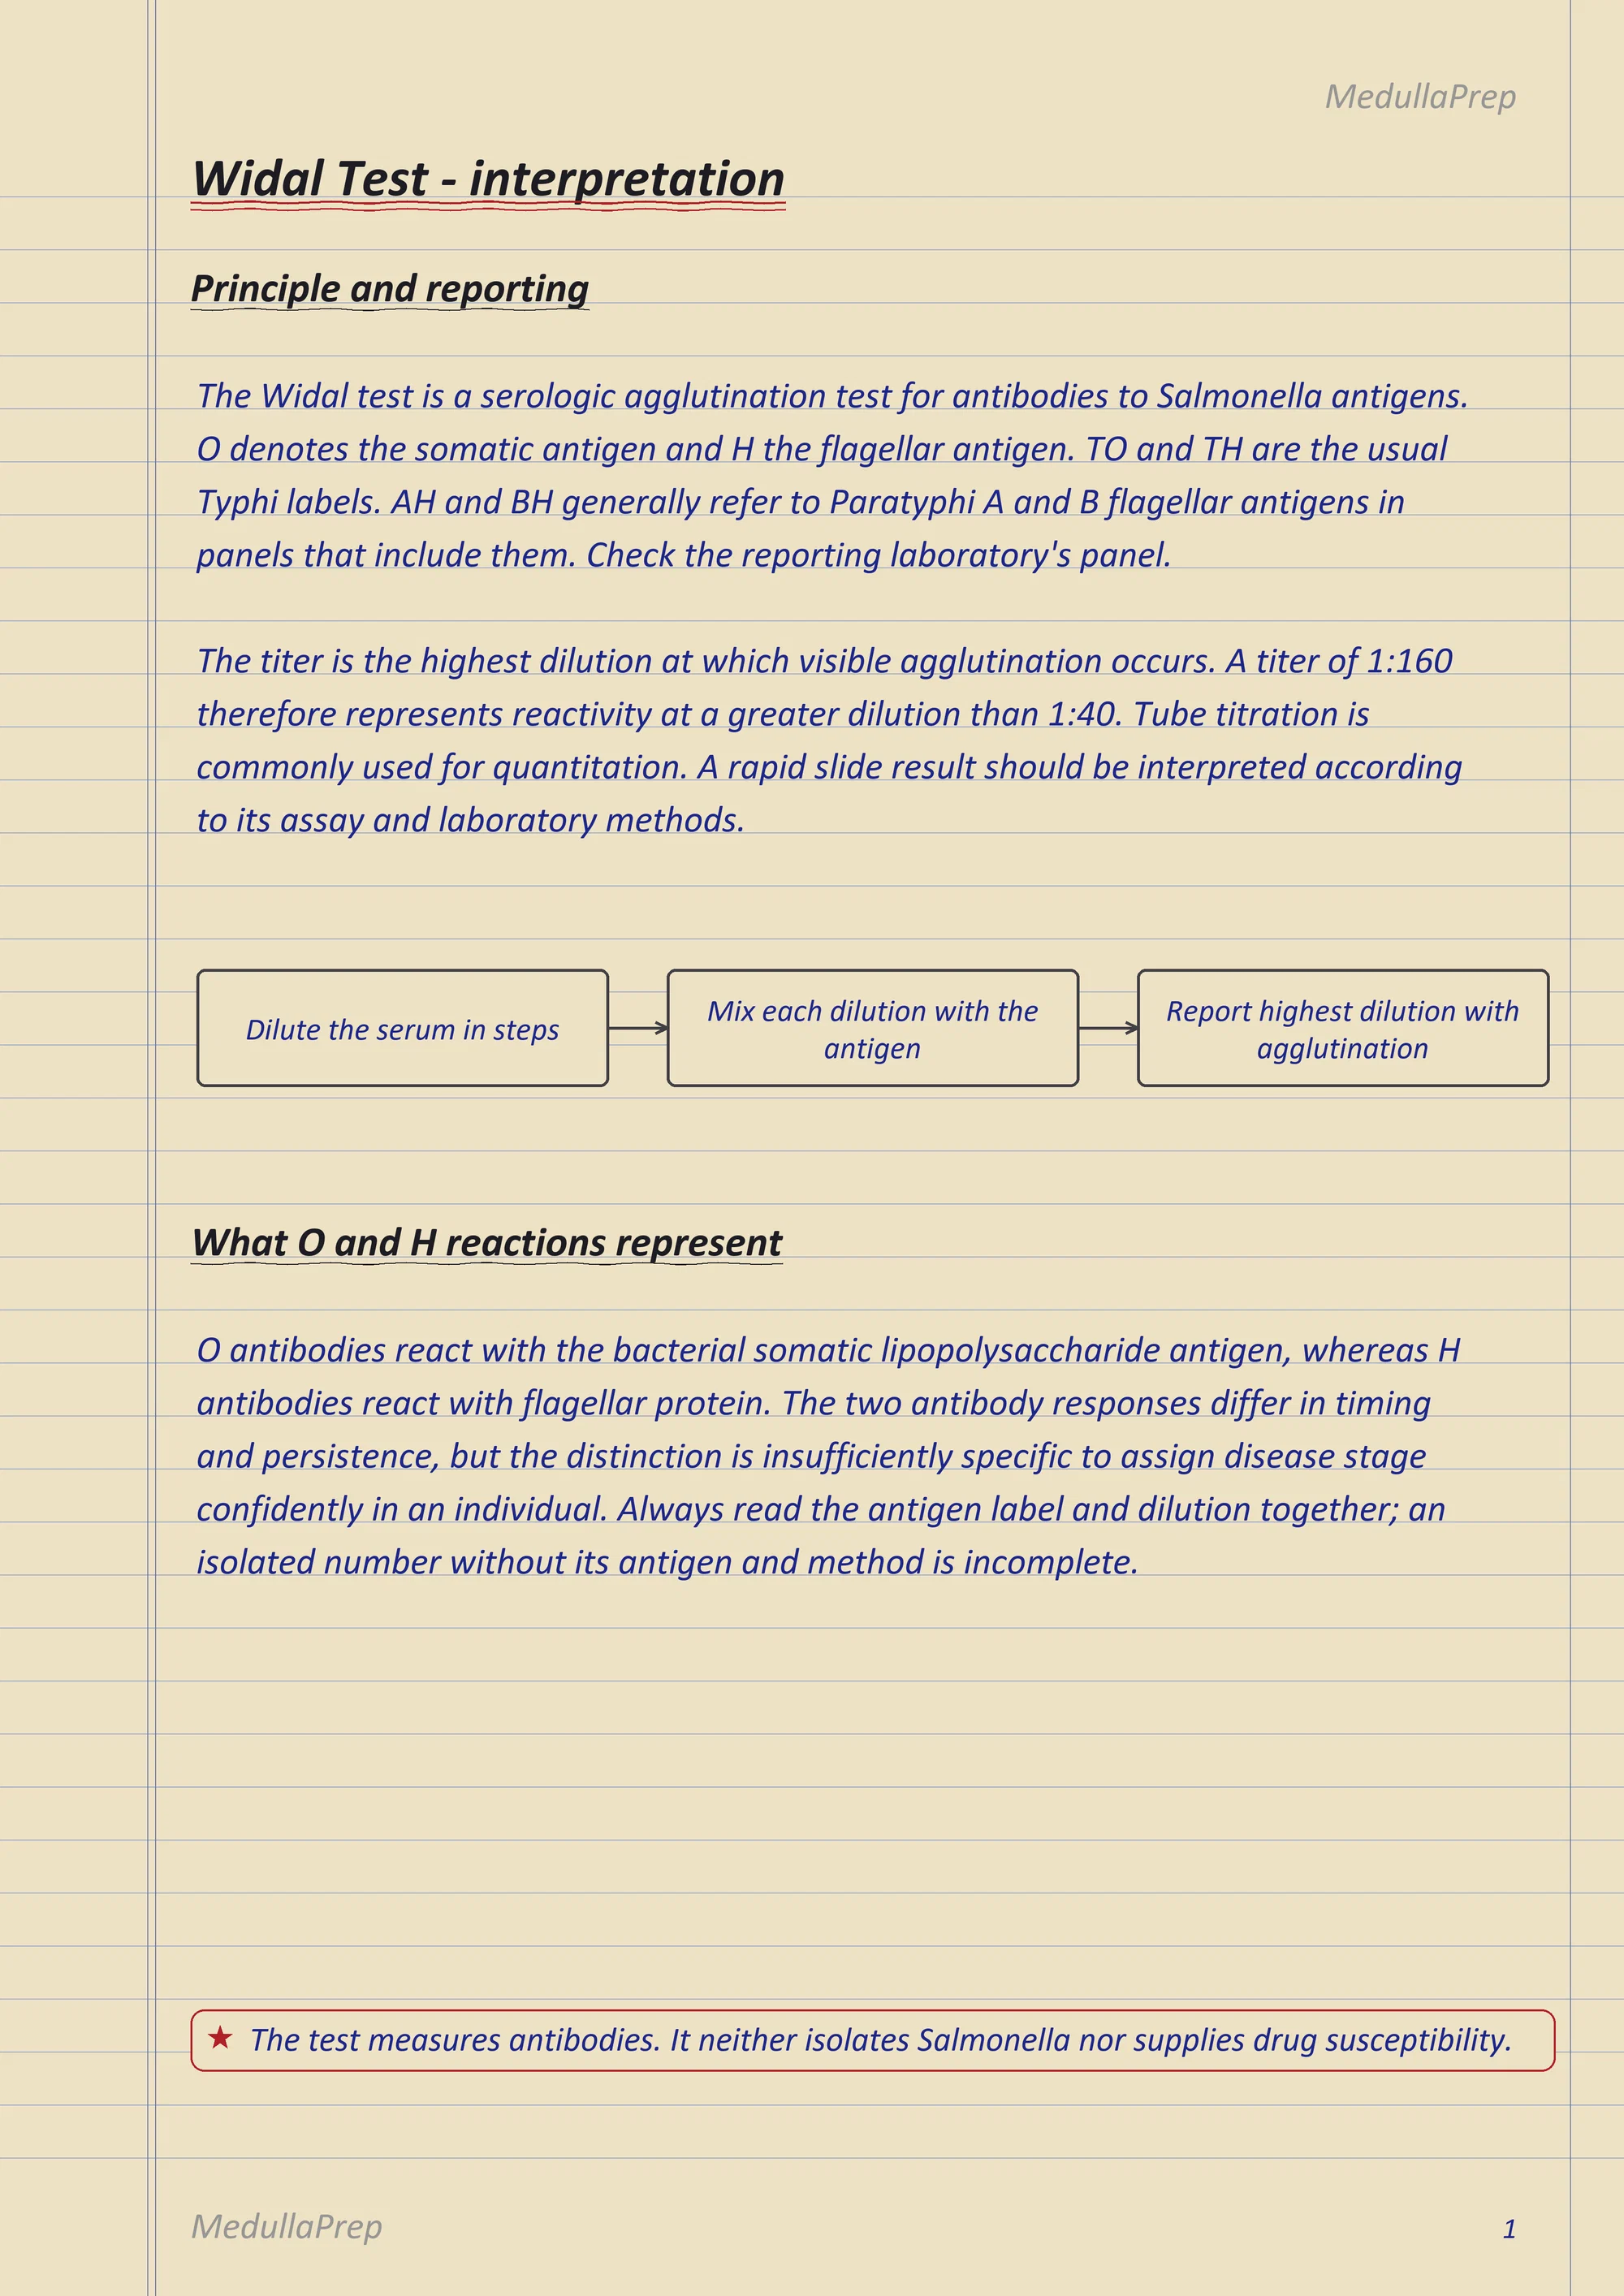 MedullaPrep
Widal Test - interpretation
Principle and reporting
The Widal test is a serologic agglutination test for antibodies to Salmonella antigens.
O denotes the somatic antigen and H the flagellar antigen. TO and TH are the usual
Typhi labels. AH and BH generally refer to Paratyphi A and B flagellar antigens in
panels that include them. Check the reporting laboratory's panel.
The titer is the highest dilution at which visible agglutination occurs. A titer of 1:160
therefore represents reactivity at a greater dilution than 1:40. Tube titration is
commonly used for quantitation. A rapid slide result should be interpreted according
to its assay and laboratory methods.
Dilute the serum in steps
Mix each dilution with the
antigen
Report highest dilution with
agglutination
What O and H reactions represent
O antibodies react with the bacterial somatic lipopolysaccharide antigen, whereas H
antibodies react with flagellar protein. The two antibody responses differ in timing
and persistence, but the distinction is insufficiently specific to assign disease stage
confidently in an individual. Always read the antigen label and dilution together; an
isolated number without its antigen and method is incomplete.
★ The test measures antibodies. It neither isolates Salmonella nor supplies drug susceptibility.
MedullaPrep
1